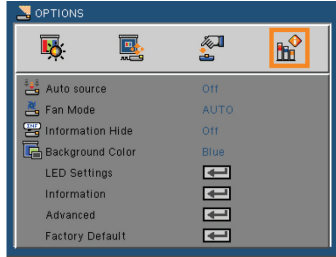 OPTIONS
Auto source Off
Fan Mode AUTO
Information Hide Off
Background Color Blue
LED Settings
Information
Advanced
Factory Default